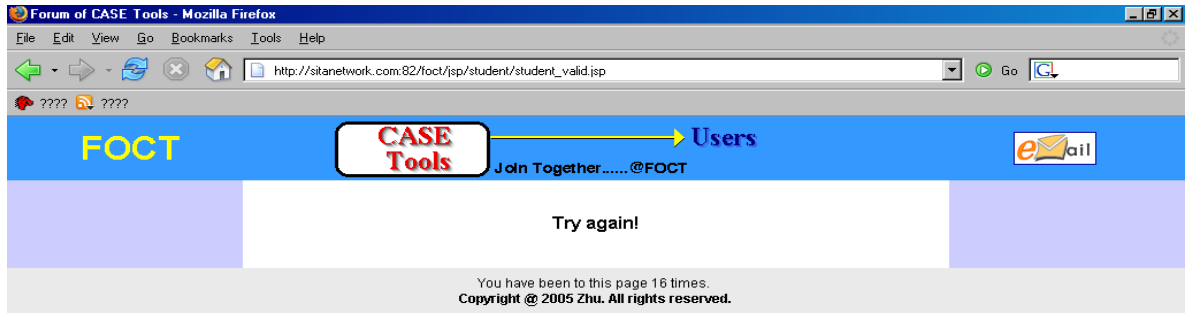 Forum of CASE Tools - Mozilla Firefox
File Edit View Go Bookmarks Tools Help
http://sitanetwork.com:82/foct/jsp/student/student_valid.jsp Go G
???? ????
FOCT
CASE Tools
Users
Join Together......@FOCT
email
Try again!
You have been to this page 16 times.
Copyright @ 2005 Zhu. All rights reserved.